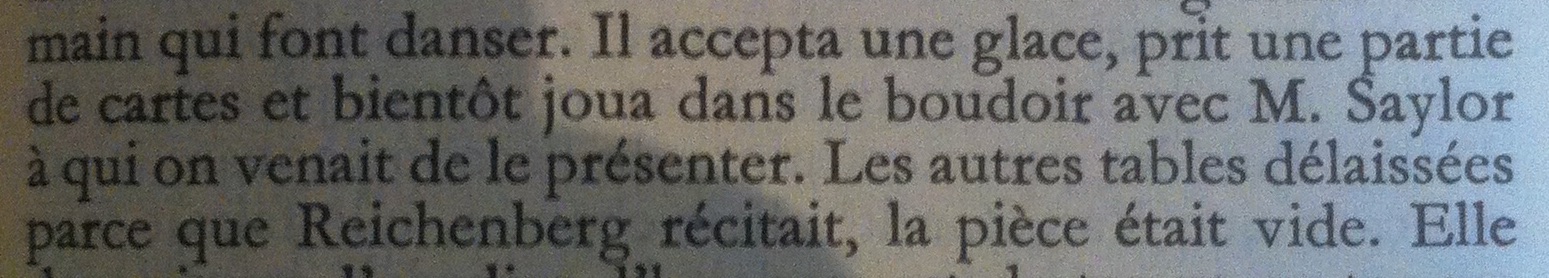 main qui font danser. Il accepta une glace, prit une partie
de cartes et bientôt joua dans le boudoir avec M. Saylor
à qui on venait de le présenter. Les autres tables délaissées
parce que Reichenberg récitait, la pièce était vide. Elle